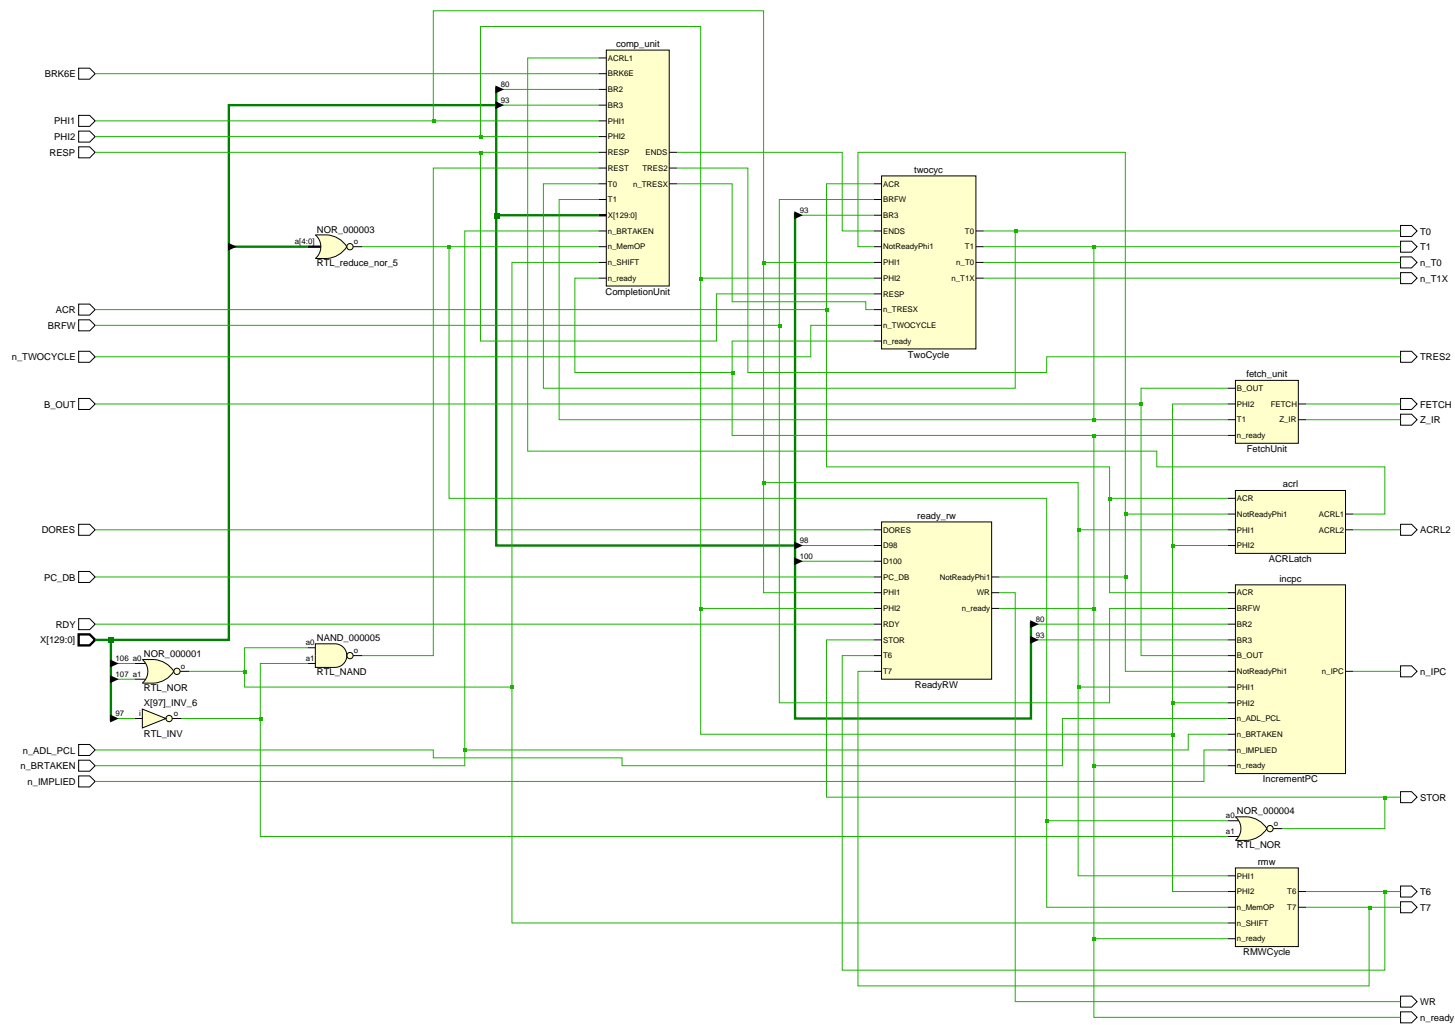 BRK6E
PHI1
PHI2
RESP
ACR
BRFW
n_TWOCYCLE
B_OUT
DORES
PC_DB
RDY
X[129:0]
n_ADL_PCL
n_BRTAKEN
n_IMPLIED
NOR_000003
a[4:0]
o
RTL_reduce_nor_5
NOR_000001
106 a0
107 a1
o
RTL_NOR
X[97]_INV_6
97 i o
RTL_INV
NAND_000005
a0
a1
o
RTL_NAND
comp_unit
80
93
ACRL1
BRK6E
BR2
BR3
PHI1
PHI2
RESP ENDS
REST TRES2
T0 n_TRESX
T1
X[129:0]
n_BRTAKEN
n_MemOP
n_SHIFT
n_ready
CompletionUnit
twocyc
ACR
BRFW
93
BR3
ENDS T0
NotReadyPhi1 T1
PHI1 n_T0
PHI2 n_T1X
RESP
n_TRESX
n_TWOCYCLE
n_ready
TwoCycle
ready_rw
DORES
98
D98
100
D100
PC_DB NotReadyPhi1
PHI1 WR
PHI2 n_ready
RDY
STOR
T6
T7
ReadyRW
fetch_unit
B_OUT
PHI2 FETCH
T1 Z_IR
n_ready
FetchUnit
acrl
ACR
NotReadyPhi1 ACRL1
PHI1 ACRL2
PHI2
ACRLatch
incpc
ACR
BRFW
80
BR2
93
BR3
B_OUT
NotReadyPhi1 n_IPC
PHI1
PHI2
n_ADL_PCL
n_BRTAKEN
n_IMPLIED
n_ready
IncrementPC
NOR_000004
a0
a1
o
RTL_NOR
rmw
PHI1
PHI2 T6
n_MemOP T7
n_SHIFT
n_ready
RMWCycle
T0
T1
n_T0
n_T1X
TRES2
FETCH
Z_IR
ACRL2
n_IPC
STOR
T6
T7
WR
n_ready